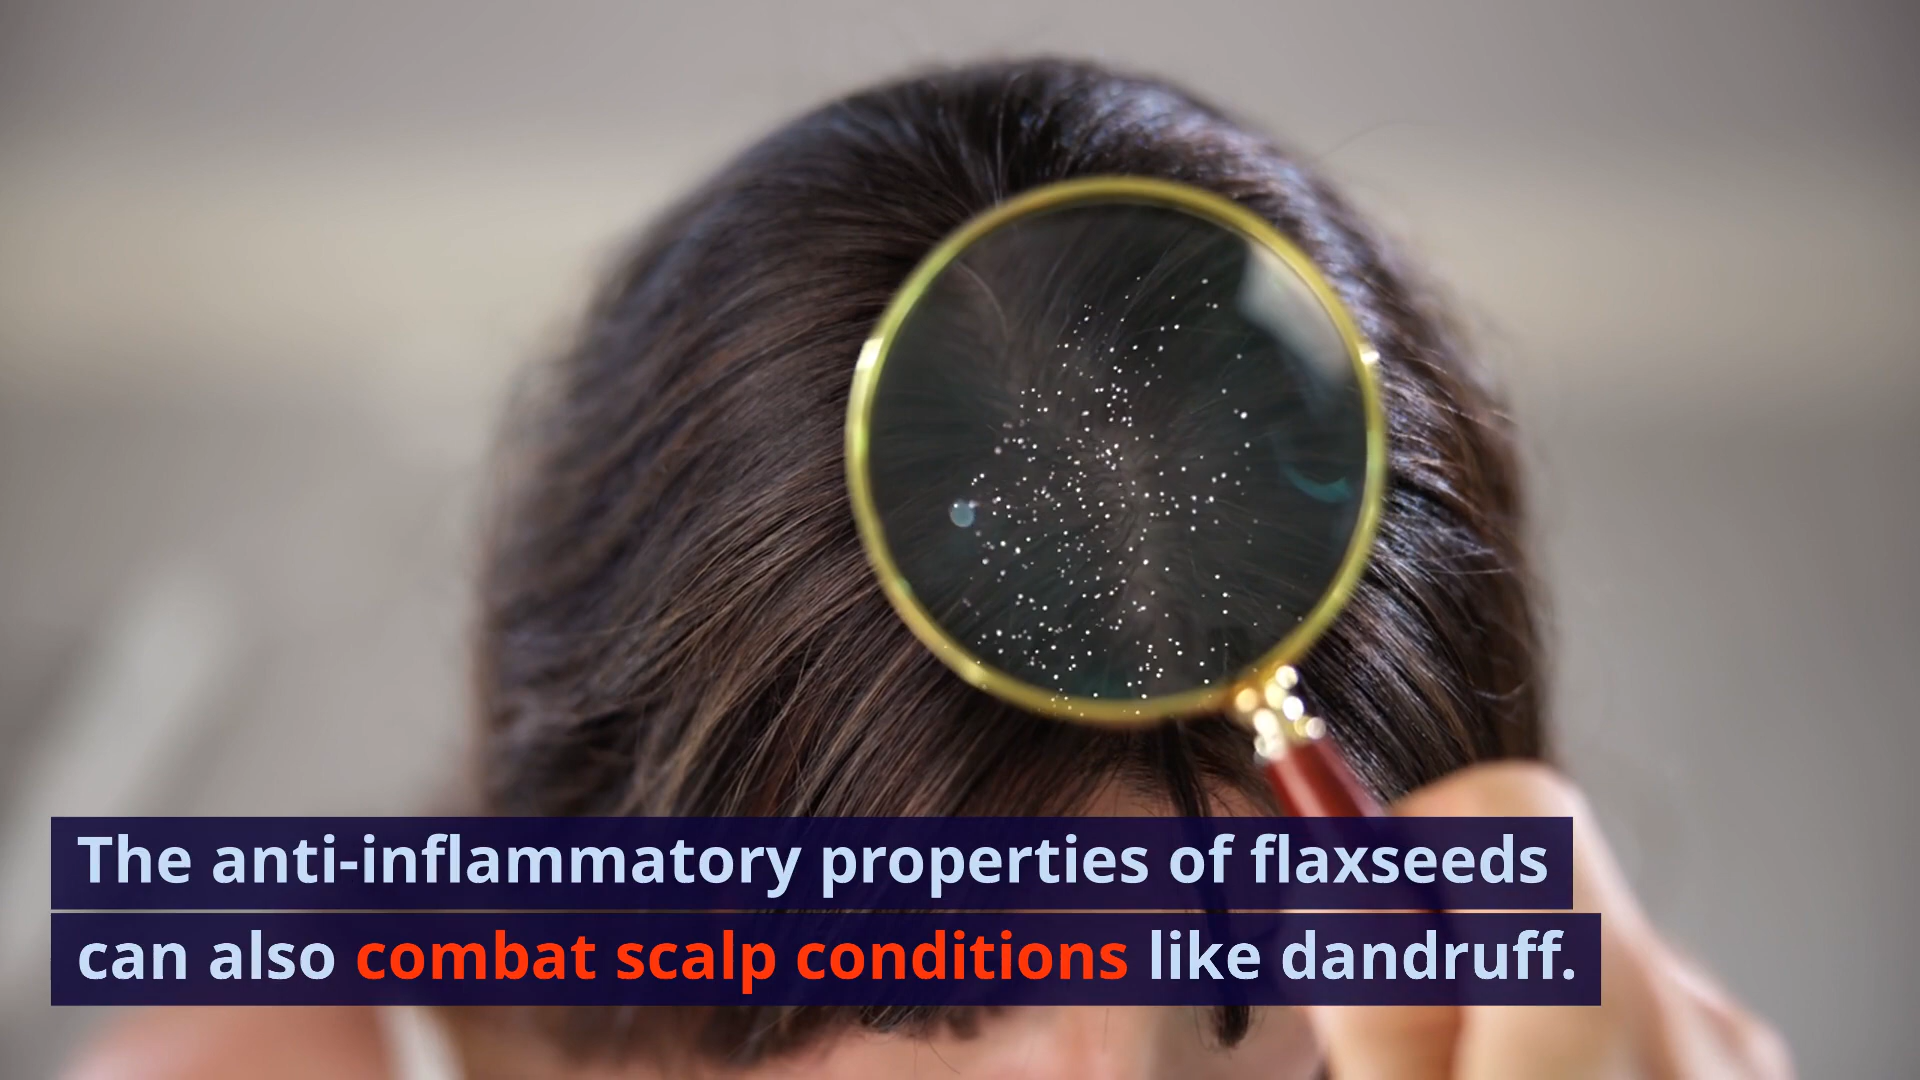 The anti-inflammatory properties of flaxseeds
can also combat scalp conditions like dandruff.